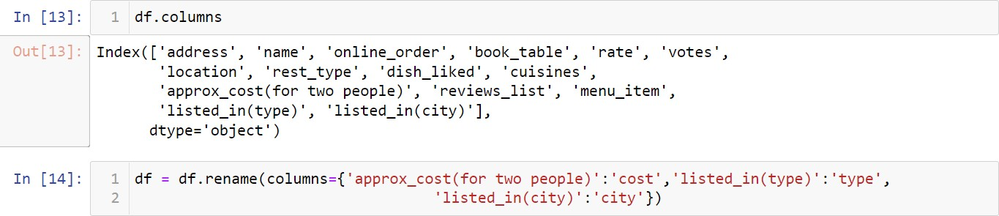 In [13]: 1 df.columns
Out[13]: Index(['address', 'name', 'online_order', 'book_table', 'rate', 'votes',
'location', 'rest_type', 'dish_liked', 'cuisines',
'approx_cost(for two people)', 'reviews_list', 'menu_item',
'listed_in(type)', 'listed_in(city)'],
dtype='object')
In [14]: 1 df = df.rename(columns={'approx_cost(for two people)':'cost','listed_in(type)':'type',
2 'listed_in(city)':'city'})